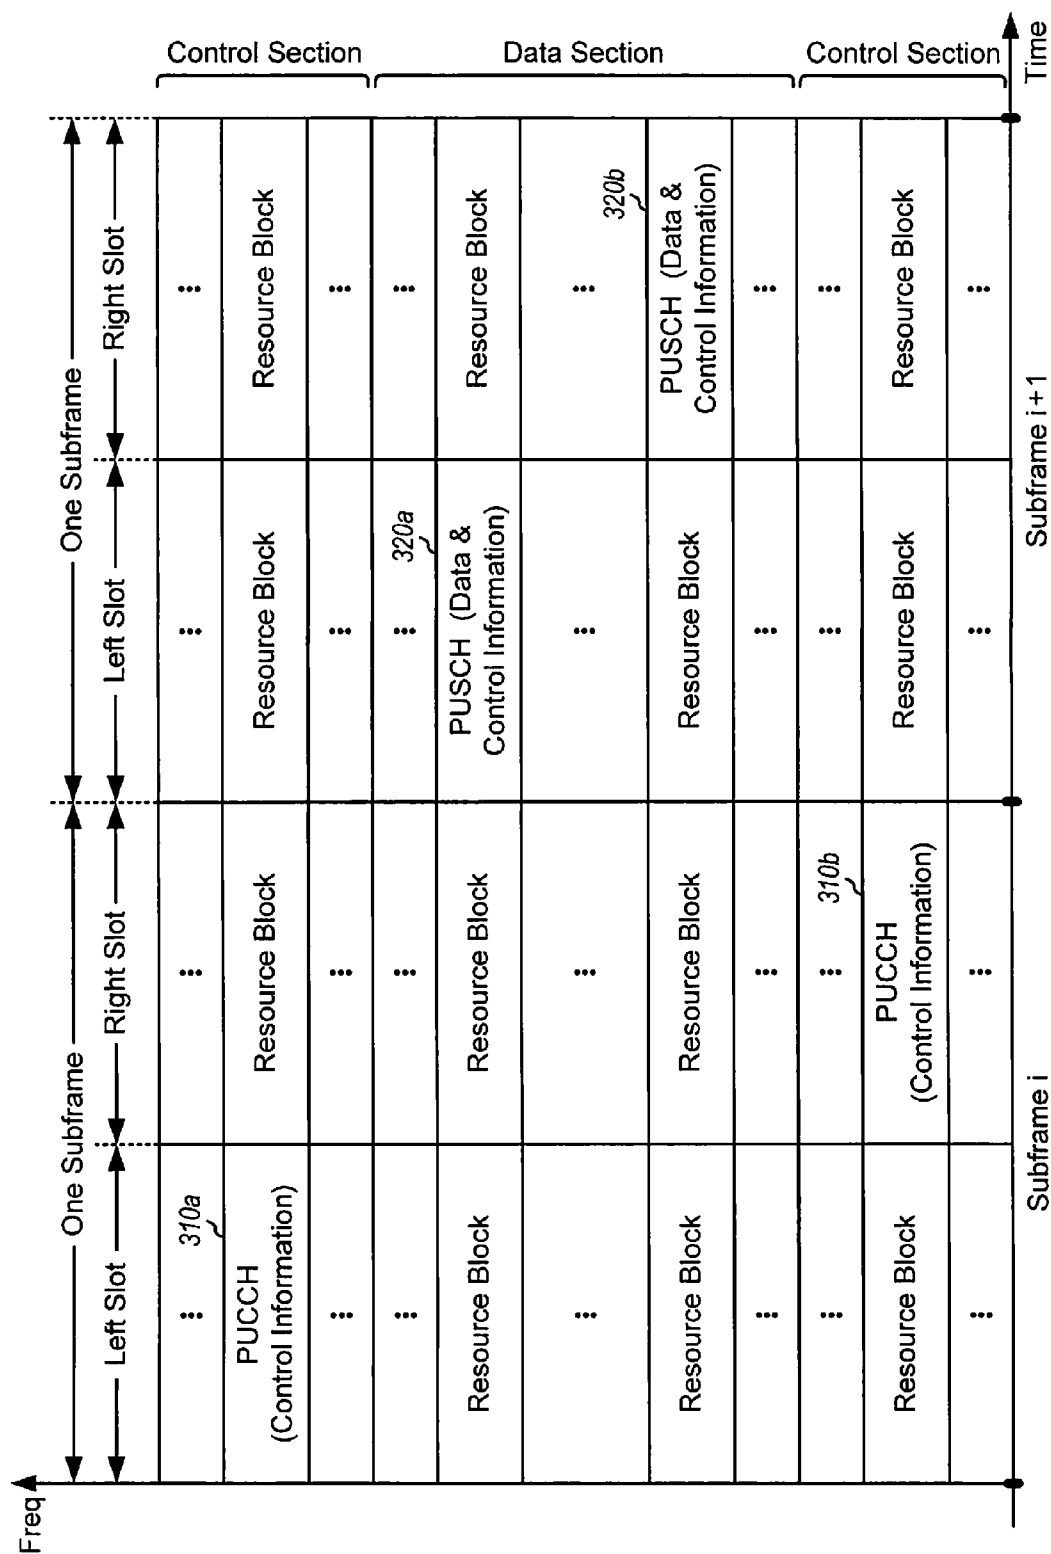 Freq
One Subframe
One Subframe
Left Slot
Right Slot
Left Slot
Right Slot
...
310a
...
...
...
Control Section
PUCCH
(Control Information)
Resource Block
Resource Block
Resource Block
...
...
...
...
...
...
320a
...
...
Data Section
Resource Block
Resource Block
PUSCH (Data &
Control Information)
Resource Block
...
...
...
...
320b
Resource Block
Resource Block
Resource Block
PUSCH (Data &
Control Information)
...
...
...
...
...
...
310b
...
...
Control Section
Resource Block
PUCCH
(Control Information)
Resource Block
Resource Block
...
...
...
...
Subframe i
Subframe i+1
Time